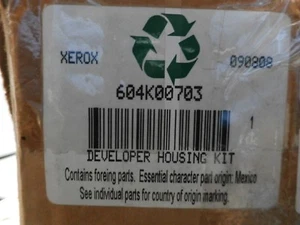 XEROX 090808
604K00703
1
DEVELOPER HOUSING KIT
Contains foreing parts. Essential character part origin: Mexico
See individual parts for country of origin marking.